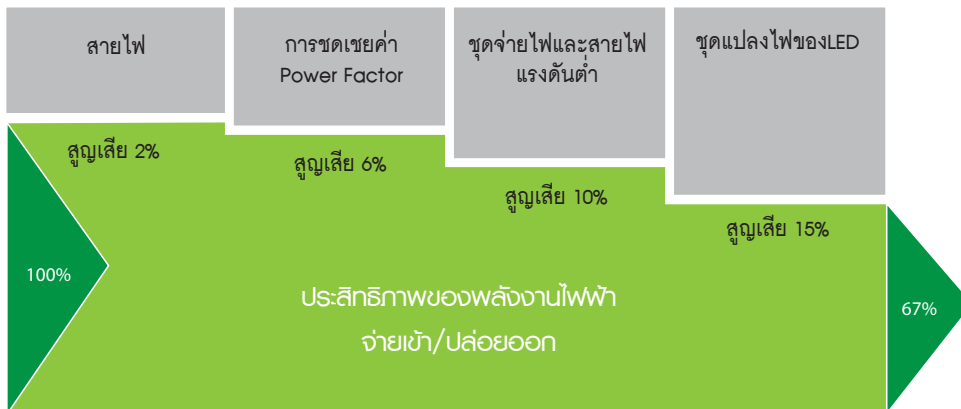 สายไฟ
การชดเชยค่า
Power Factor
ชุดจ่ายไฟและสายไฟ
แรงดันต่ำ
ชุดแปลงไฟของLED
สูญเสีย 2%
สูญเสีย 6%
สูญเสีย 10%
สูญเสีย 15%
100%
ประสิทธิภาพของพลังงานไฟฟ้า
จ่ายเข้า/ปล่อยออก
67%